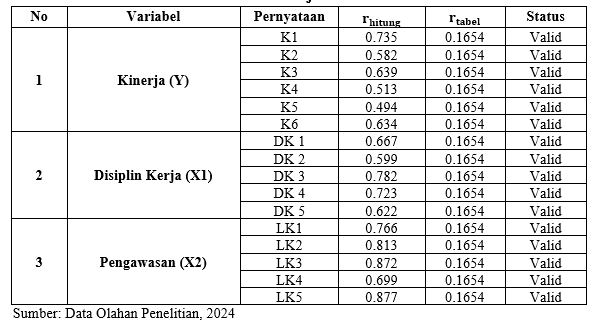 No Variabel Pernyataan rhitung rtabel Status
K1 0.735 0.1654 Valid
K2 0.582 0.1654 Valid
K3 0.639 0.1654 Valid
1 Kinerja (Y) K4 0.513 0.1654 Valid
K5 0.494 0.1654 Valid
K6 0.634 0.1654 Valid
DK 1 0.667 0.1654 Valid
DK 2 0.599 0.1654 Valid
2 Disiplin Kerja (X1) DK 3 0.782 0.1654 Valid
DK 4 0.723 0.1654 Valid
DK 5 0.622 0.1654 Valid
LK1 0.766 0.1654 Valid
LK2 0.813 0.1654 Valid
3 Pengawasan (X2) LK3 0.872 0.1654 Valid
LK4 0.699 0.1654 Valid
LK5 0.877 0.1654 Valid
Sumber: Data Olahan Penelitian, 2024